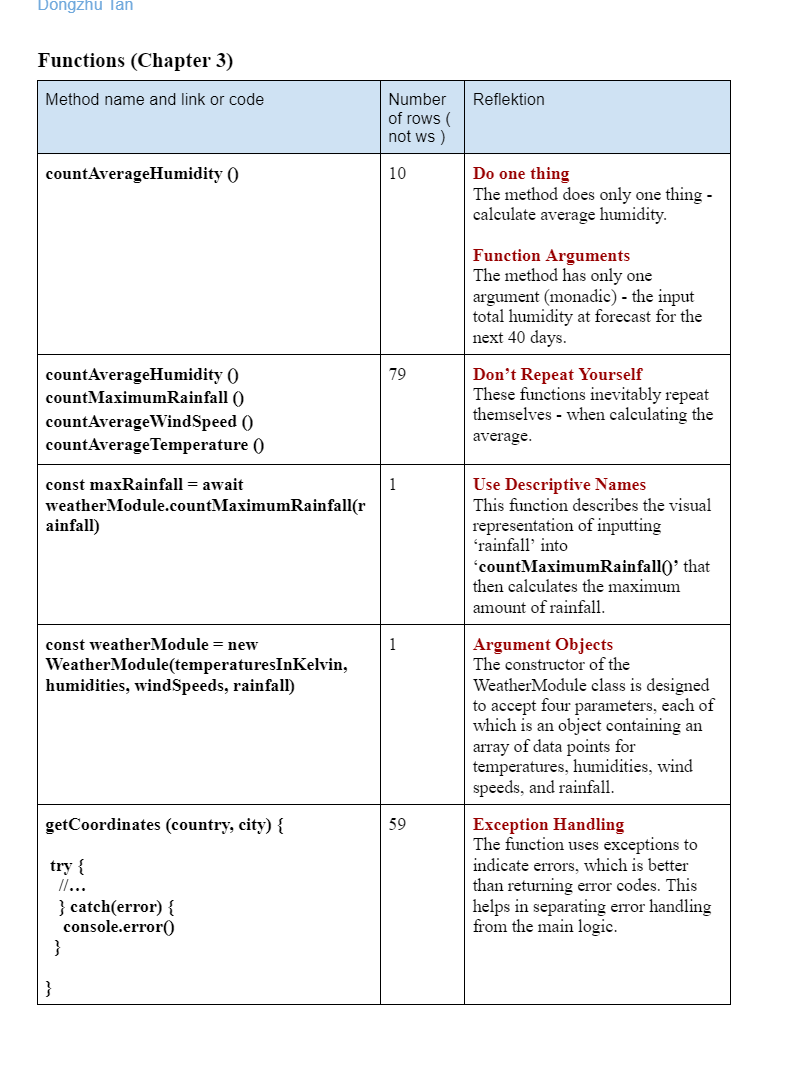 Dongzhu Tan
Functions (Chapter 3)
Method name and link or code
Number
of rows (
not ws )
Reflektion
countAverageHumidity ()
10
Do one thing
The method does only one thing -
calculate average humidity.
Function Arguments
The method has only one
argument (monadic) - the input
total humidity at forecast for the
next 40 days.
countAverageHumidity ()
countMaximumRainfall ()
countAverageWindSpeed ()
countAverageTemperature ()
79
Don’t Repeat Yourself
These functions inevitably repeat
themselves - when calculating the
average.
const maxRainfall = await
weatherModule.countMaximumRainfall(r
ainfall)
1
Use Descriptive Names
This function describes the visual
representation of inputting
‘rainfall’ into
‘countMaximumRainfall()’ that
then calculates the maximum
amount of rainfall.
const weatherModule = new
WeatherModule(temperaturesInKelvin,
humidities, windSpeeds, rainfall)
1
Argument Objects
The constructor of the
WeatherModule class is designed
to accept four parameters, each of
which is an object containing an
array of data points for
temperatures, humidities, wind
speeds, and rainfall.
getCoordinates (country, city) {
try {
//…
} catch(error) {
console.error()
}
}
59
Exception Handling
The function uses exceptions to
indicate errors, which is better
than returning error codes. This
helps in separating error handling
from the main logic.